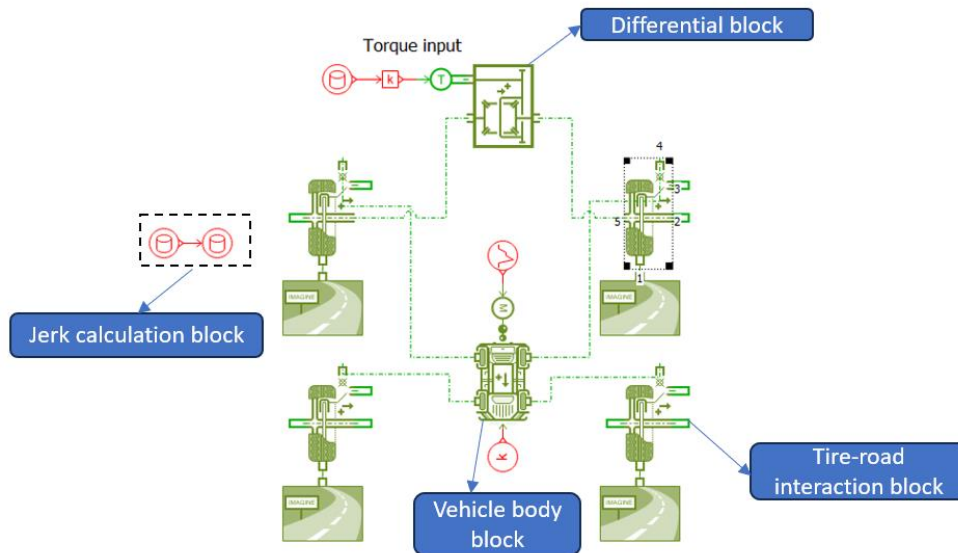 Differential block
Torque input
k
T
4
3
5
2
1
IMAGINE
IMAGINE
Jerk calculation block
M
k
IMAGINE
IMAGINE
Tire-road
interaction block
Vehicle body
block